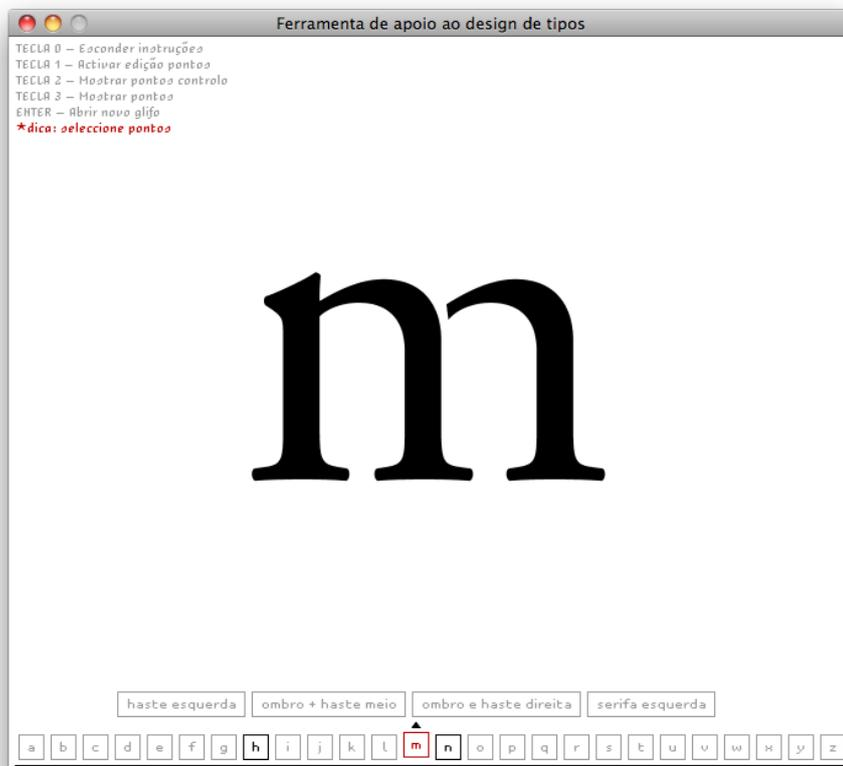 Ferramenta de apoio ao design de tipos
TECLA 0 – Esconder instruções
TECLA 1 – Activar edição pontos
TECLA 2 – Mostrar pontos controlo
TECLA 3 – Mostrar pontos
ENTER – Abrir novo glifo
*dica: seleccione pontos
m
haste esquerda ombro + haste meio ombro e haste direita serifa esquerda
a b c d e f g h i j k l m n o p q r s t u v w x y z